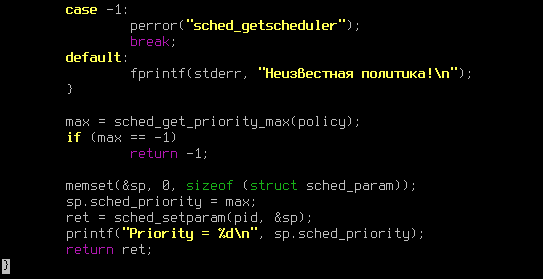 case -1:
perror("sched_getscheduler");
break;
default:
fprintf(stderr, "Неизвестная политика!\n");
}
max = sched_get_priority_max(policy);
if (max == -1)
return -1;
memset(&sp, 0, sizeof (struct sched_param));
sp.sched_priority = max;
ret = sched_setparam(pid, &sp);
printf("Priority = %d\n", sp.sched_priority);
return ret;
}